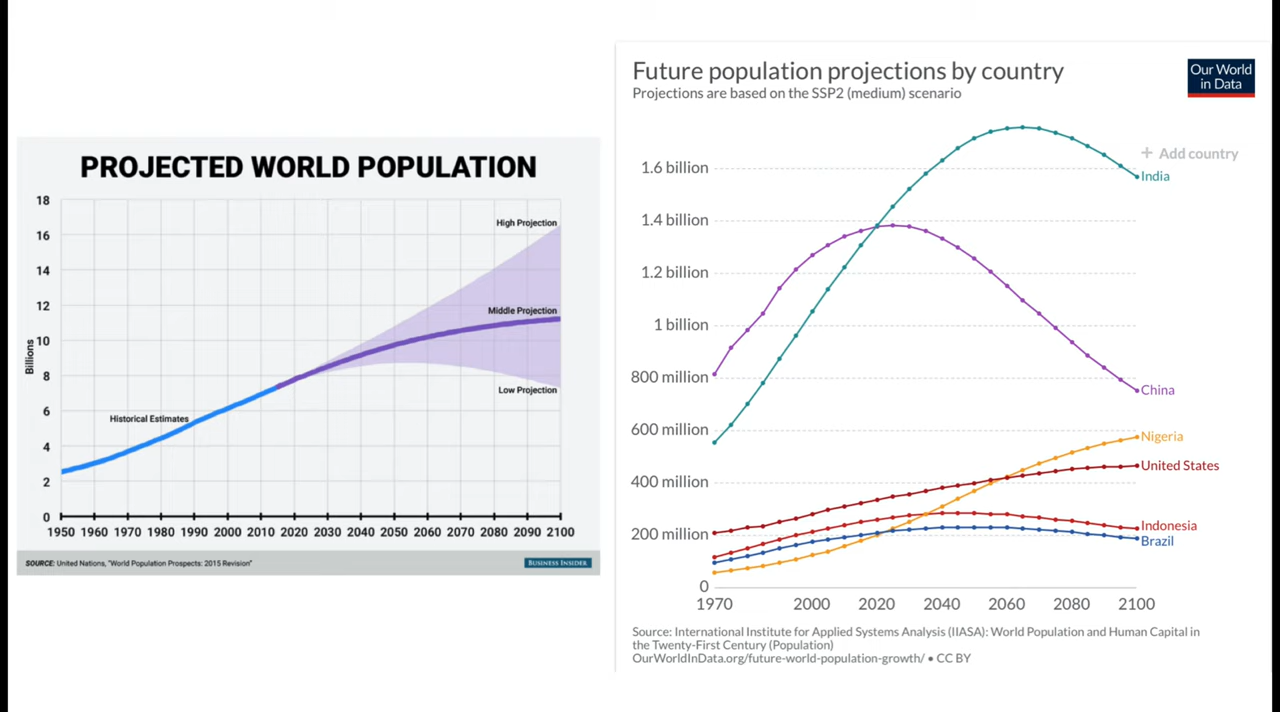 PROJECTED WORLD POPULATION
18
16
14
12
10
8
6
4
2
0
Billions
High Projection
Middle Projection
Low Projection
Historical Estimates
1950 1960 1970 1980 1990 2000 2010 2020 2030 2040 2050 2060 2070 2080 2090 2100
SOURCE: United Nations, "World Population Prospects: 2015 Revision"
BUSINESS INSIDER
Future population projections by country
Projections are based on the SSP2 (medium) scenario
Our World
in Data
+ Add country
1.6 billion
1.4 billion
1.2 billion
1 billion
800 million
600 million
400 million
200 million
0
India
China
Nigeria
United States
Indonesia
Brazil
1970 2000 2020 2040 2060 2080 2100
Source: International Institute for Applied Systems Analysis (IIASA): World Population and Human Capital in
the Twenty-First Century (Population)
OurWorldInData.org/future-world-population-growth/ • CC BY